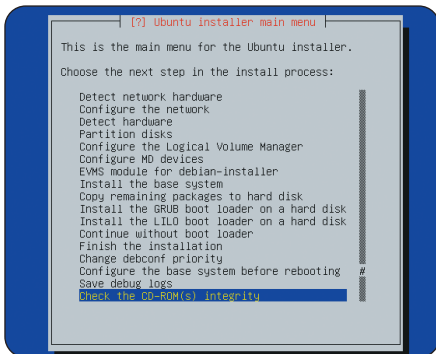 [?] Ubuntu installer main menu
This is the main menu for the Ubuntu installer.
Choose the next step in the install process:
Detect network hardware
Configure the network
Detect hardware
Partition disks
Configure the Logical Volume Manager
Configure MD devices
EVMS module for debian-installer
Install the base system
Copy remaining packages to hard disk
Install the GRUB boot loader on a hard disk
Install the LILO boot loader on a hard disk
Continue without boot loader
Finish the installation
Change debconf priority
Configure the base system before rebooting #
Save debug logs
Check the CD-ROM(s) integrity